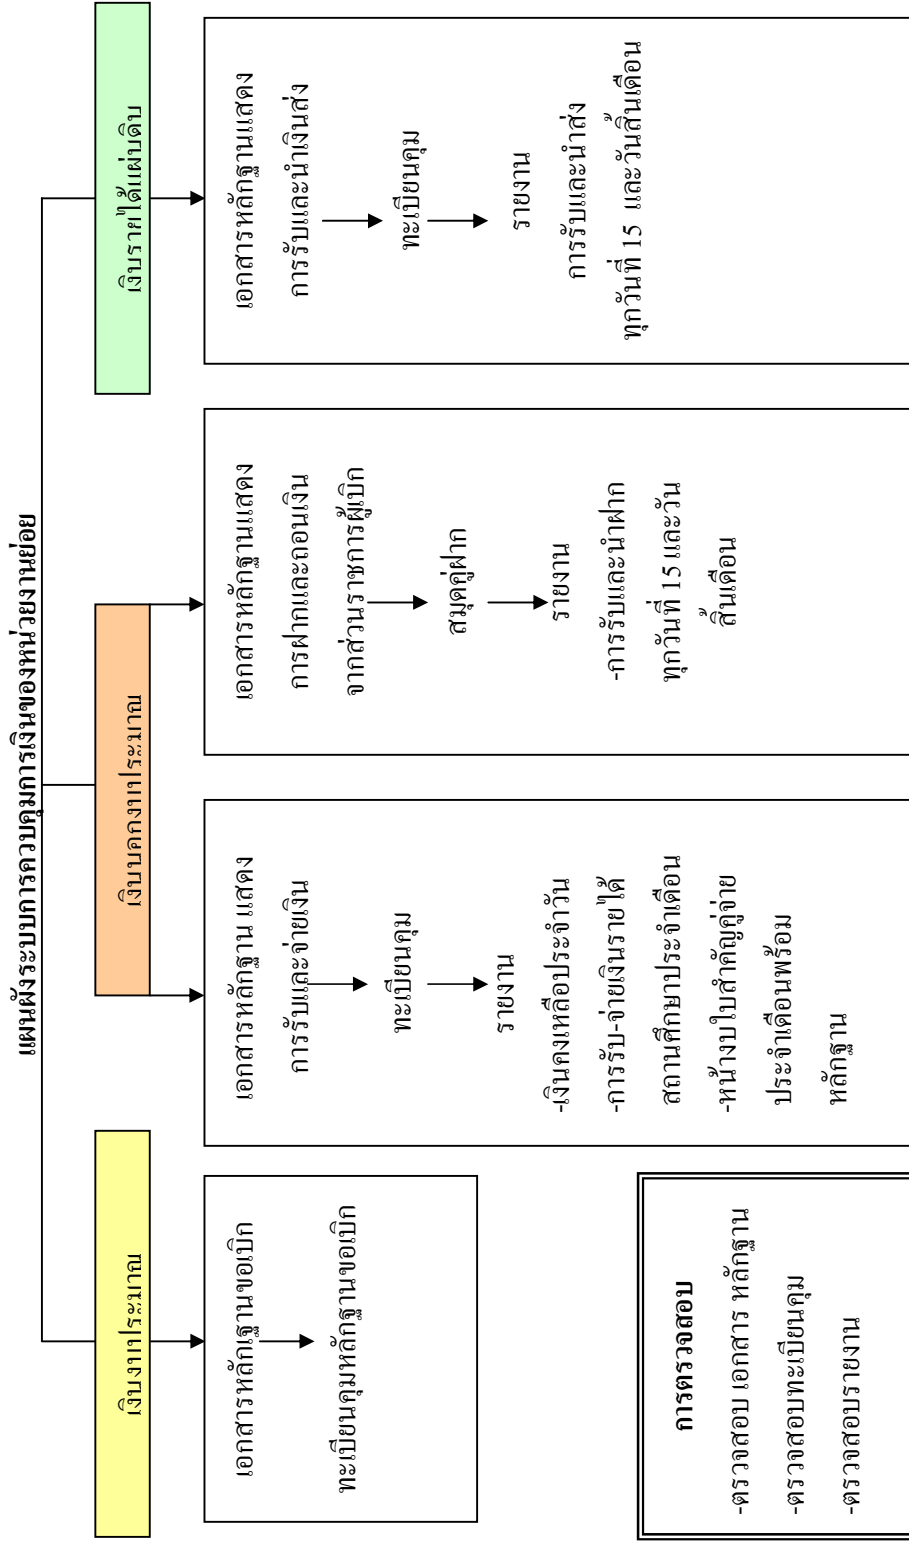 แผนผังระบบการควบคุมการเงินของหน่วยงานย่อย
เงินงบประมาณ
เงินนอกงบประมาณ
เงินรายได้แผ่นดิน
เอกสารหลักฐานขอเบิก
ทะเบียนคุมหลักฐานขอเบิก
เอกสารหลักฐาน แสดง
การรับและจ่ายเงิน
ทะเบียนคุม
รายงาน
-เงินคงเหลือประจำวัน
-การรับ-จ่ายเงินรายได้
สถานศึกษาประจำเดือน
-หน้างบใบสำคัญคู่จ่าย
ประจำเดือนพร้อม
หลักฐาน
เอกสารหลักฐานแสดง
การฝากและถอนเงิน
จากส่วนราชการผู้เบิก
สมุดคู่ฝาก
รายงาน
-การรับและนำฝาก
ทุกวันที่ 15 และวัน
สิ้นเดือน
เอกสารหลักฐานแสดง
การรับและนำเงินส่ง
ทะเบียนคุม
รายงาน
การรับและนำส่ง
ทุกวันที่ 15 และวันสิ้นเดือน
การตรวจสอบ
-ตรวจสอบ เอกสาร หลักฐาน
-ตรวจสอบทะเบียนคุม
-ตรวจสอบรายงาน